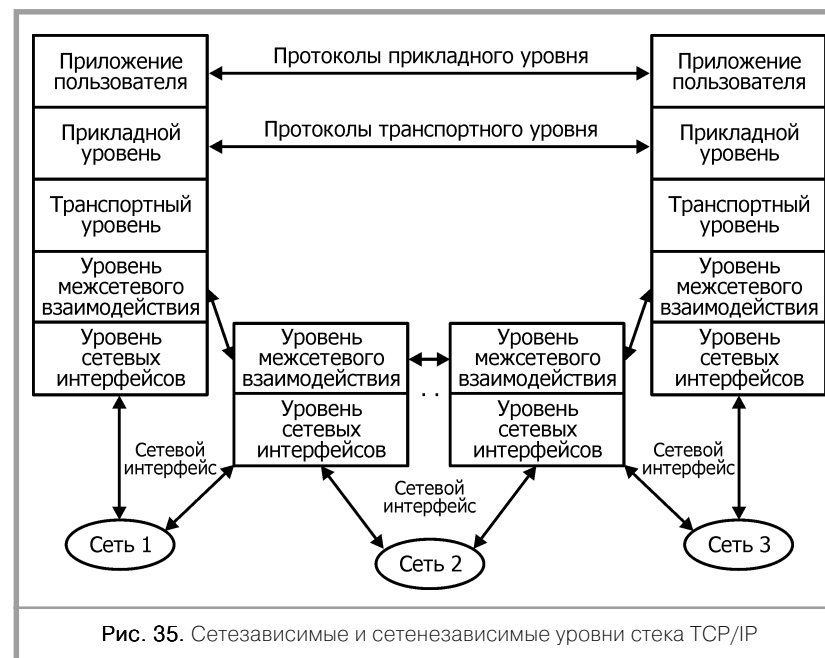 Приложение
пользователя
Протоколы прикладного уровня
Приложение
пользователя
Прикладной
уровень
Протоколы транспортного уровня
Прикладной
уровень
Транспортный
уровень
Транспортный
уровень
Уровень
межсетевого
взаимодействия
Уровень
межсетевого
взаимодействия
Уровень
сетевых
интерфейсов
Уровень
межсетевого
взаимодействия
. .
Уровень
межсетевого
взаимодействия
Уровень
сетевых
интерфейсов
Уровень
сетевых
интерфейсов
Уровень
сетевых
интерфейсов
Сетевой
интерфейс
Сетевой
интерфейс
Сетевой
интерфейс
Сеть 1
Сеть 2
Сеть 3
Рис. 35. Сетезависимые и сетенезависимые уровни стека TCP/IP